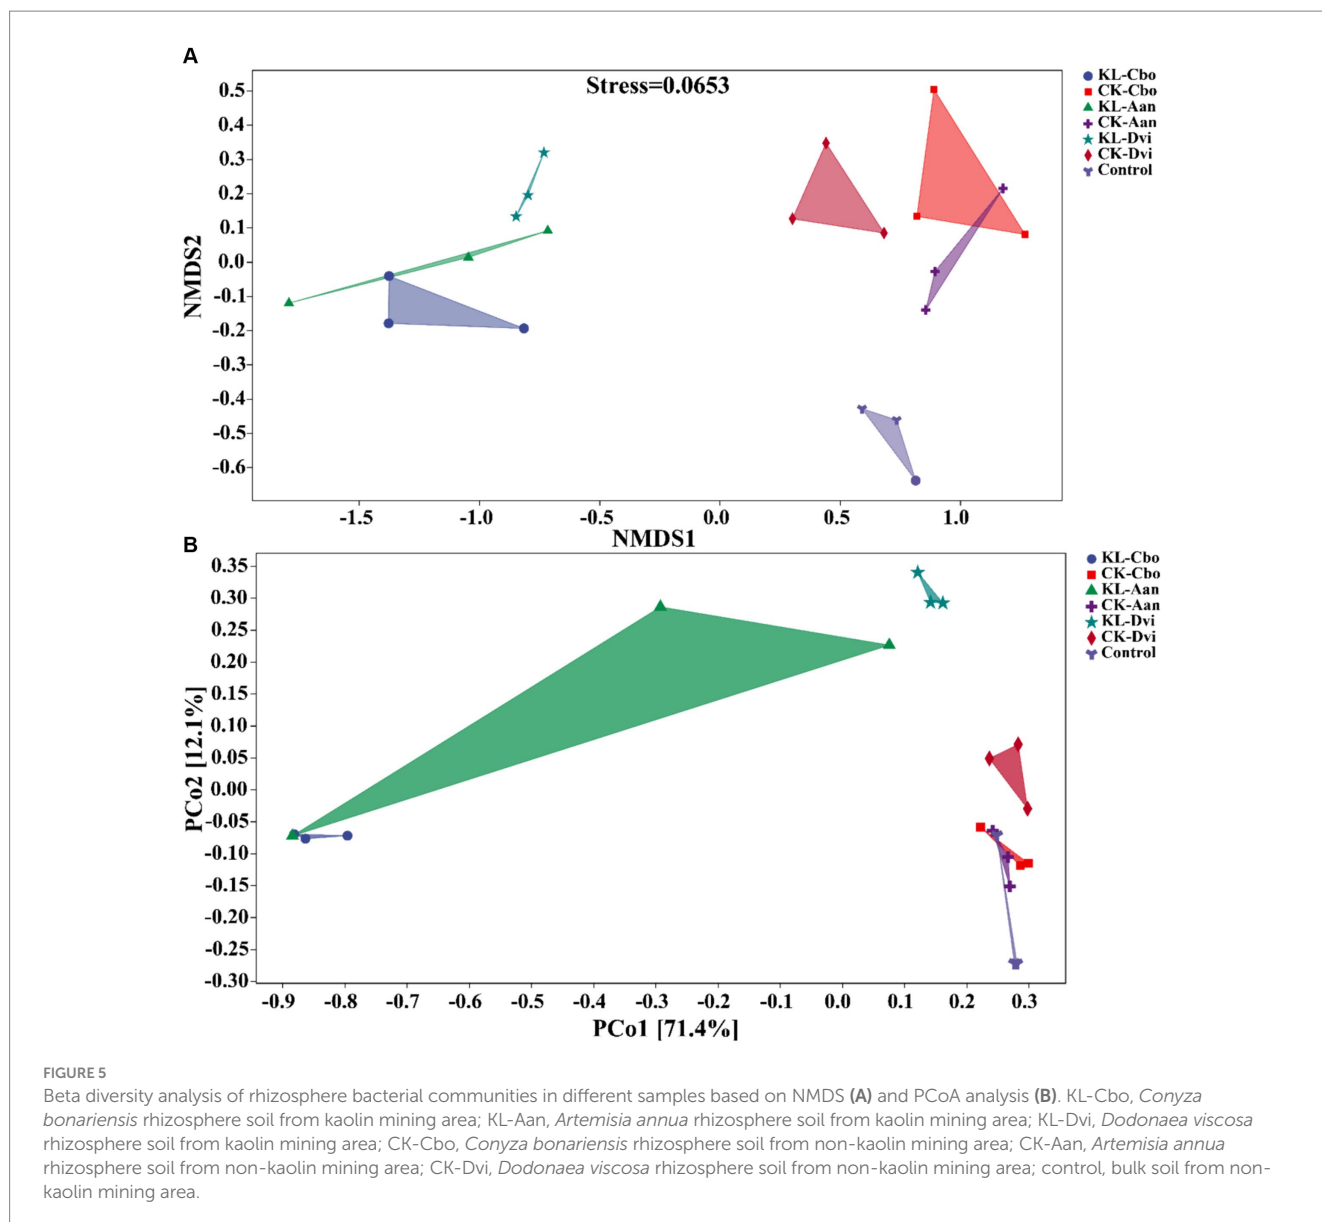 A
Stress=0.0653
0.5
0.4
0.3
0.2
0.1
0.0
-0.1
-0.2
-0.3
-0.4
-0.5
-0.6
NMDS2
-1.5 -1.0 -0.5 0.0 0.5 1.0
NMDS1
KL-Cbo
CK-Cbo
KL-Aan
CK-Aan
KL-Dvi
CK-Dvi
Control
B
0.35
0.30
0.25
0.20
0.15
0.10
0.05
0.00
-0.05
-0.10
-0.15
-0.20
-0.25
-0.30
PCo2 [12.1%]
-0.9 -0.8 -0.7 -0.6 -0.5 -0.4 -0.3 -0.2 -0.1 0.0 0.1 0.2 0.3
PCo1 [71.4%]
KL-Cbo
CK-Cbo
KL-Aan
CK-Aan
KL-Dvi
CK-Dvi
Control
FIGURE 5
Beta diversity analysis of rhizosphere bacterial communities in different samples based on NMDS (A) and PCoA analysis (B). KL-Cbo, Conyza
bonariensis rhizosphere soil from kaolin mining area; KL-Aan, Artemisia annua rhizosphere soil from kaolin mining area; KL-Dvi, Dodonaea viscosa
rhizosphere soil from kaolin mining area; CK-Cbo, Conyza bonariensis rhizosphere soil from non-kaolin mining area; CK-Aan, Artemisia annua
rhizosphere soil from non-kaolin mining area; CK-Dvi, Dodonaea viscosa rhizosphere soil from non-kaolin mining area; control, bulk soil from non-
kaolin mining area.